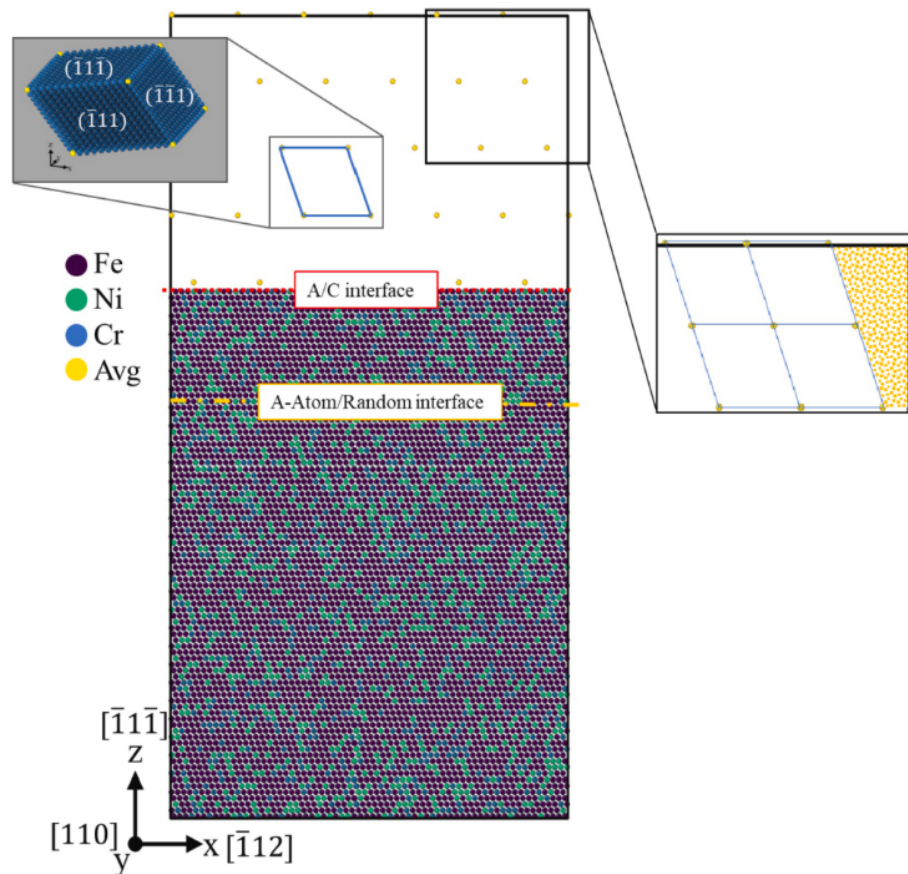 (1̄11̄)
(1̄1̄1)
(1̄11)
z
y
x
Fe
Ni
Cr
Avg
A/C interface
A-Atom/Random interface
[1̄11̄]
z
[110]
y
x [1̄12]